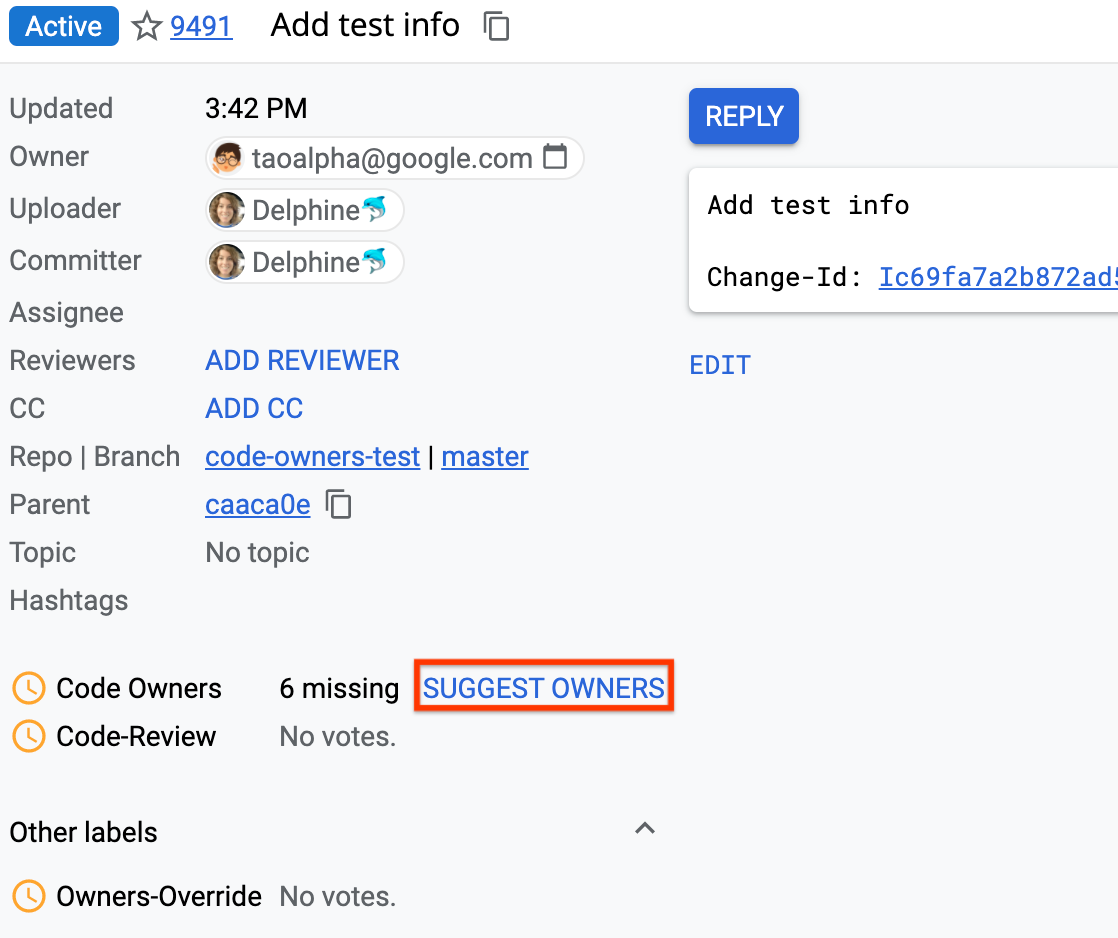 Active 9491 Add test info
Updated 3:42 PM
Owner taoalpha@google.com
Uploader Delphine🐬
Committer Delphine🐬
Assignee
Reviewers ADD REVIEWER
CC ADD CC
Repo | Branch code-owners-test | master
Parent caaca0e
Topic No topic
Hashtags
Code Owners 6 missing SUGGEST OWNERS
Code-Review No votes.
Other labels
Owners-Override No votes.
REPLY
Add test info
Change-Id: Ic69fa7a2b872ad5
EDIT